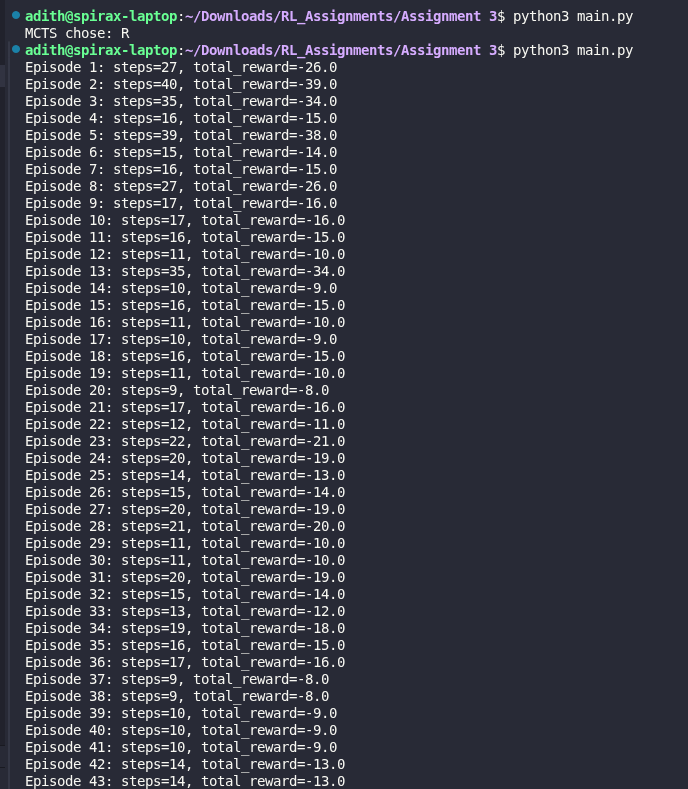 adith@spirax-laptop:~/Downloads/RL_Assignments/Assignment 3$ python3 main.py
MCTS chose: R
adith@spirax-laptop:~/Downloads/RL_Assignments/Assignment 3$ python3 main.py
Episode 1: steps=27, total_reward=-26.0
Episode 2: steps=40, total_reward=-39.0
Episode 3: steps=35, total_reward=-34.0
Episode 4: steps=16, total_reward=-15.0
Episode 5: steps=39, total_reward=-38.0
Episode 6: steps=15, total_reward=-14.0
Episode 7: steps=16, total_reward=-15.0
Episode 8: steps=27, total_reward=-26.0
Episode 9: steps=17, total_reward=-16.0
Episode 10: steps=17, total_reward=-16.0
Episode 11: steps=16, total_reward=-15.0
Episode 12: steps=11, total_reward=-10.0
Episode 13: steps=35, total_reward=-34.0
Episode 14: steps=10, total_reward=-9.0
Episode 15: steps=16, total_reward=-15.0
Episode 16: steps=11, total_reward=-10.0
Episode 17: steps=10, total_reward=-9.0
Episode 18: steps=16, total_reward=-15.0
Episode 19: steps=11, total_reward=-10.0
Episode 20: steps=9, total_reward=-8.0
Episode 21: steps=17, total_reward=-16.0
Episode 22: steps=12, total_reward=-11.0
Episode 23: steps=22, total_reward=-21.0
Episode 24: steps=20, total_reward=-19.0
Episode 25: steps=14, total_reward=-13.0
Episode 26: steps=15, total_reward=-14.0
Episode 27: steps=20, total_reward=-19.0
Episode 28: steps=21, total_reward=-20.0
Episode 29: steps=11, total_reward=-10.0
Episode 30: steps=11, total_reward=-10.0
Episode 31: steps=20, total_reward=-19.0
Episode 32: steps=15, total_reward=-14.0
Episode 33: steps=13, total_reward=-12.0
Episode 34: steps=19, total_reward=-18.0
Episode 35: steps=16, total_reward=-15.0
Episode 36: steps=17, total_reward=-16.0
Episode 37: steps=9, total_reward=-8.0
Episode 38: steps=9, total_reward=-8.0
Episode 39: steps=10, total_reward=-9.0
Episode 40: steps=10, total_reward=-9.0
Episode 41: steps=10, total_reward=-9.0
Episode 42: steps=14, total_reward=-13.0
Episode 43: steps=14, total_reward=-13.0